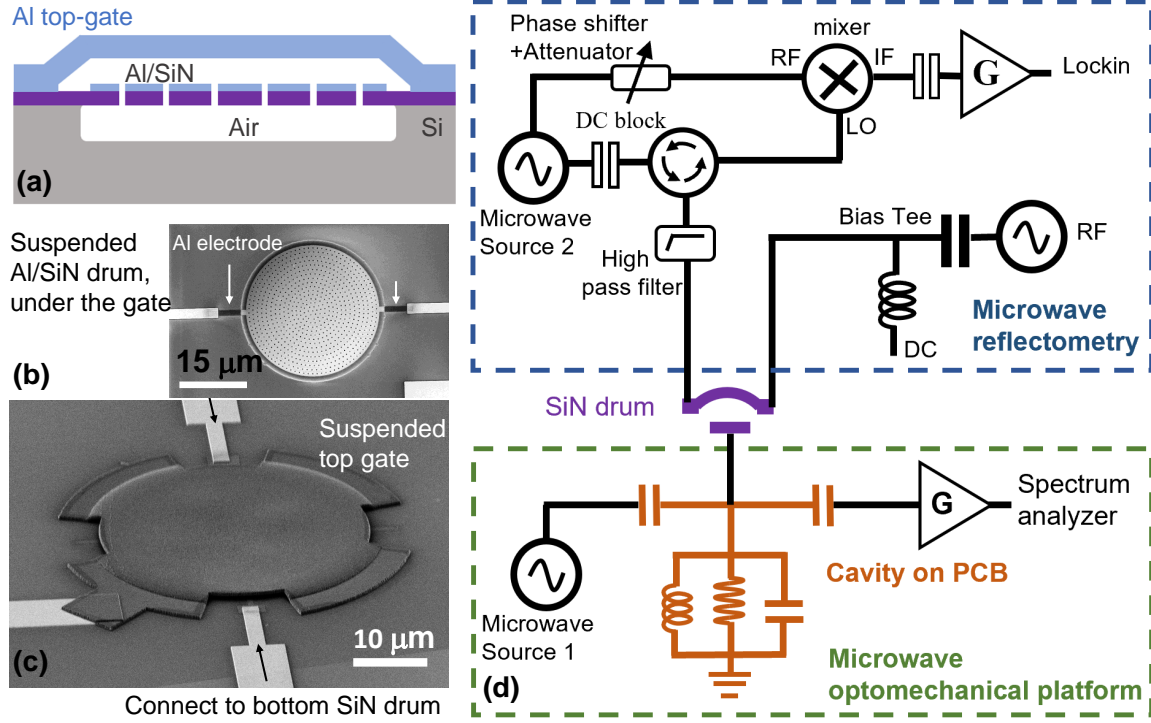 Al top-gate
Al/SiN
Air
Si
(a)
Suspended
Al/SiN drum,
under the gate
Al electrode
15 μm
(b)
Suspended
top gate
10 μm
(c)
Connect to bottom SiN drum
Phase shifter
+Attenuator
mixer
RF
IF
G
Lockin
LO
DC block
Microwave
Source 2
High
pass filter
Bias Tee
RF
DC
Microwave
reflectometry
SiN drum
G
Spectrum
analyzer
Cavity on PCB
Microwave
Source 1
(d)
Microwave
optomechanical platform